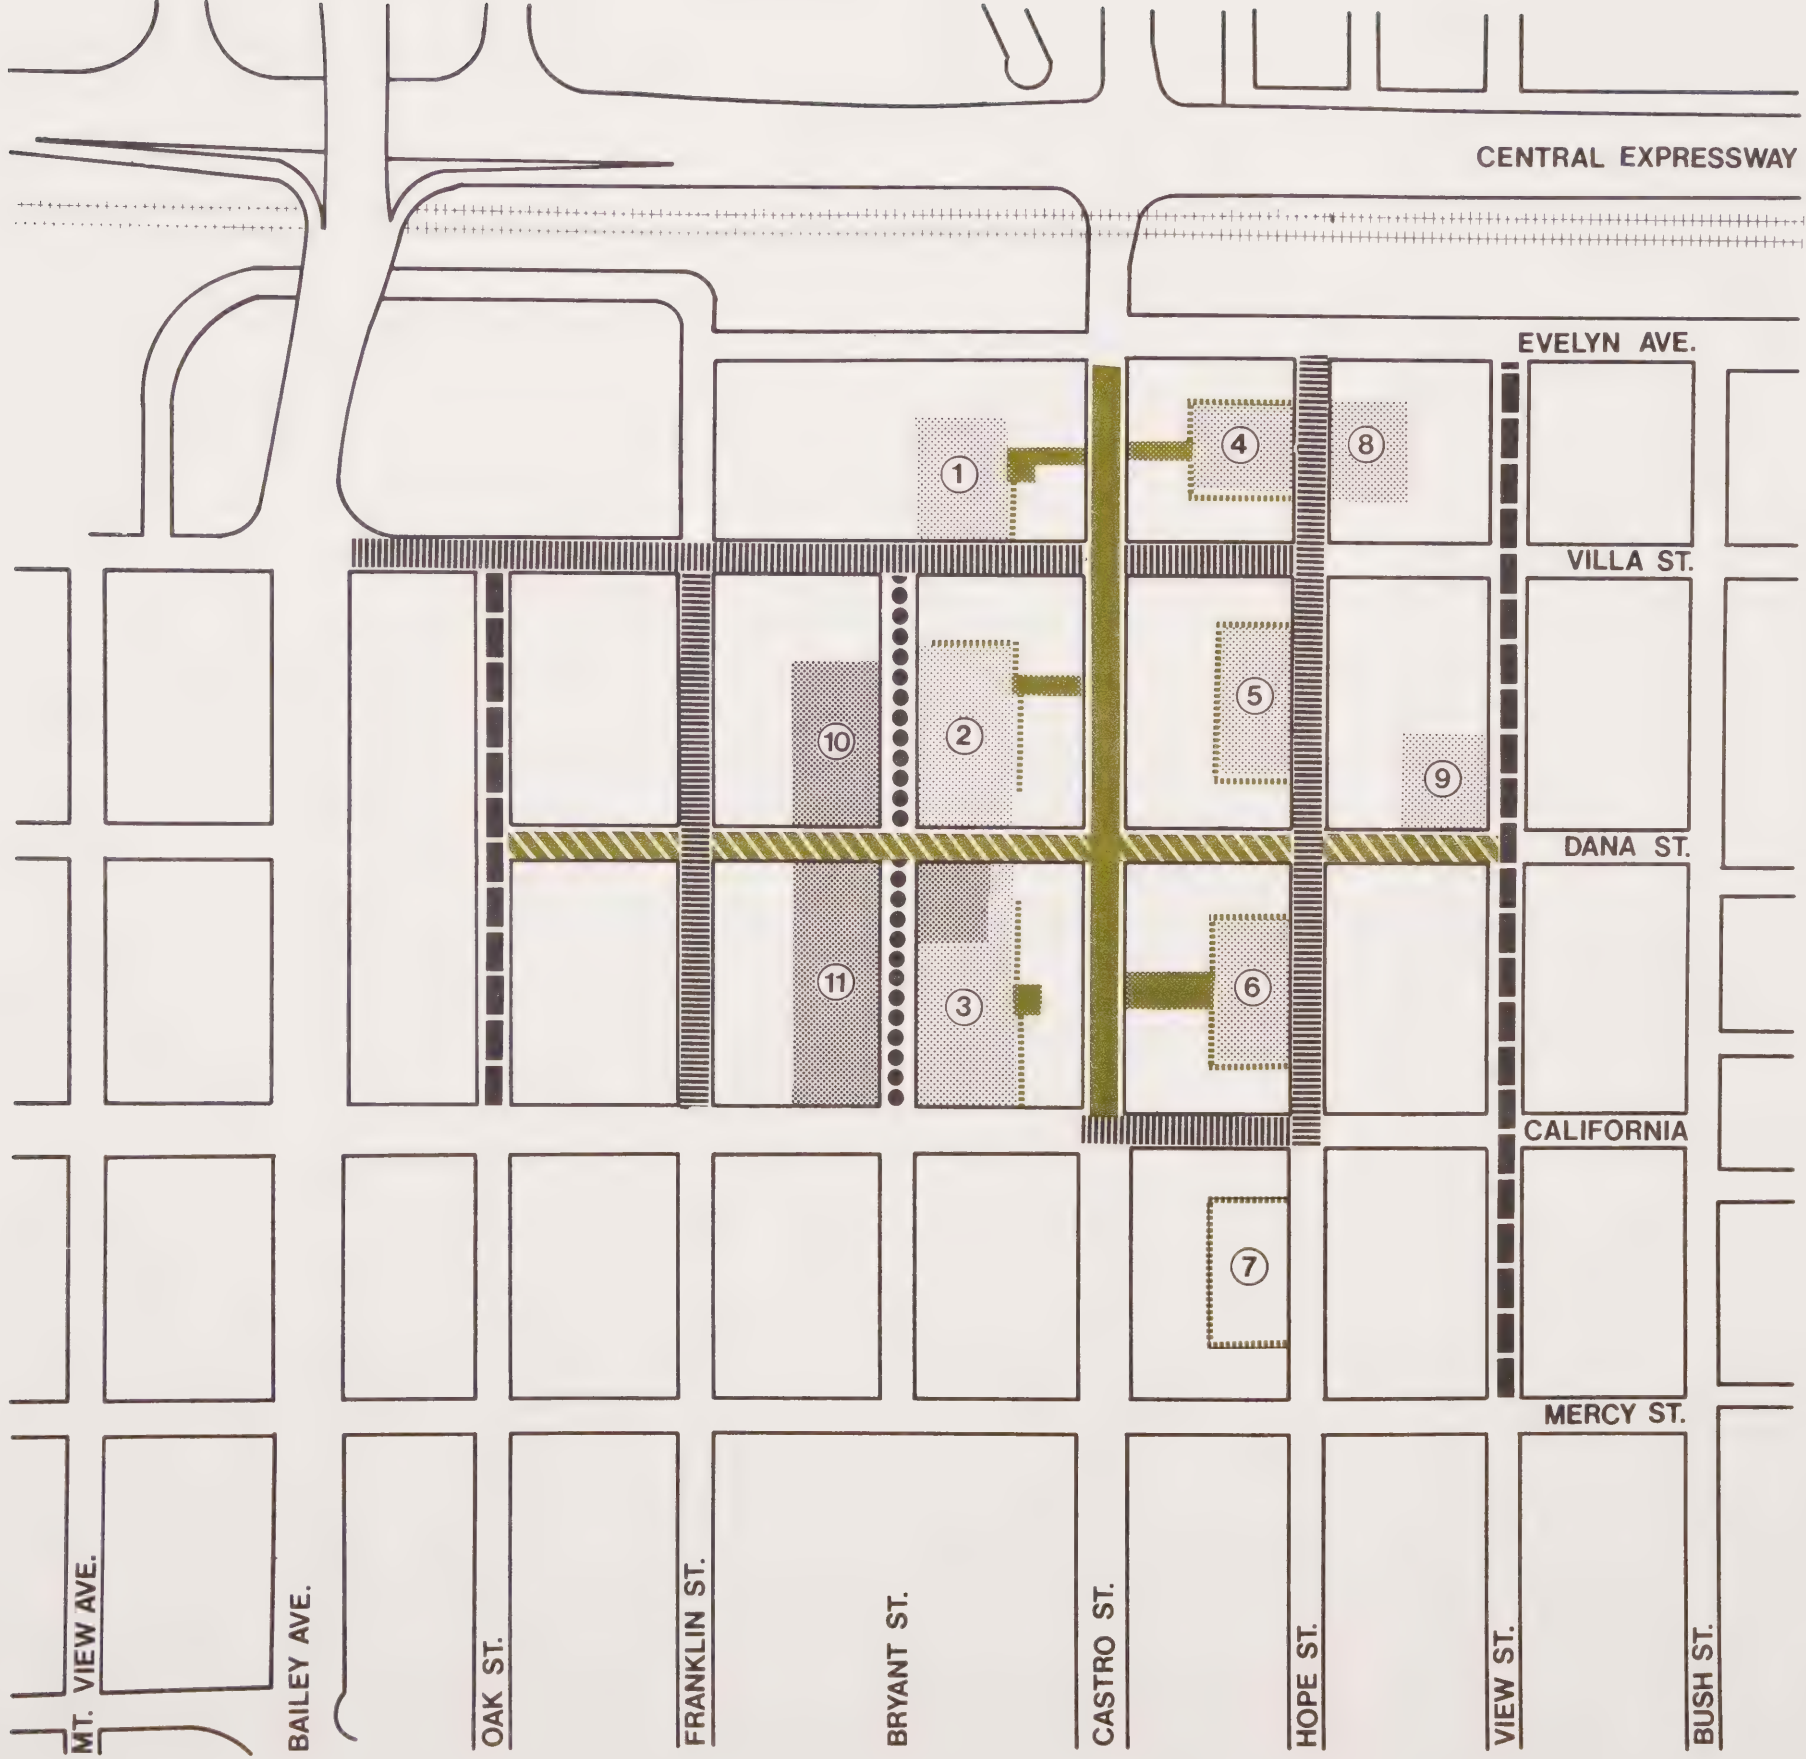 CENTRAL EXPRESSWAY
EVELYN AVE.
4
8
1
VILLA ST.
5
10
2
9
DANA ST.
11
6
3
CALIFORNIA
7
MERCY ST.
MT. VIEW AVE.
BAILEY AVE.
OAK ST.
FRANKLIN ST.
BRYANT ST.
CASTRO ST.
HOPE ST.
VIEW ST.
BUSH ST.